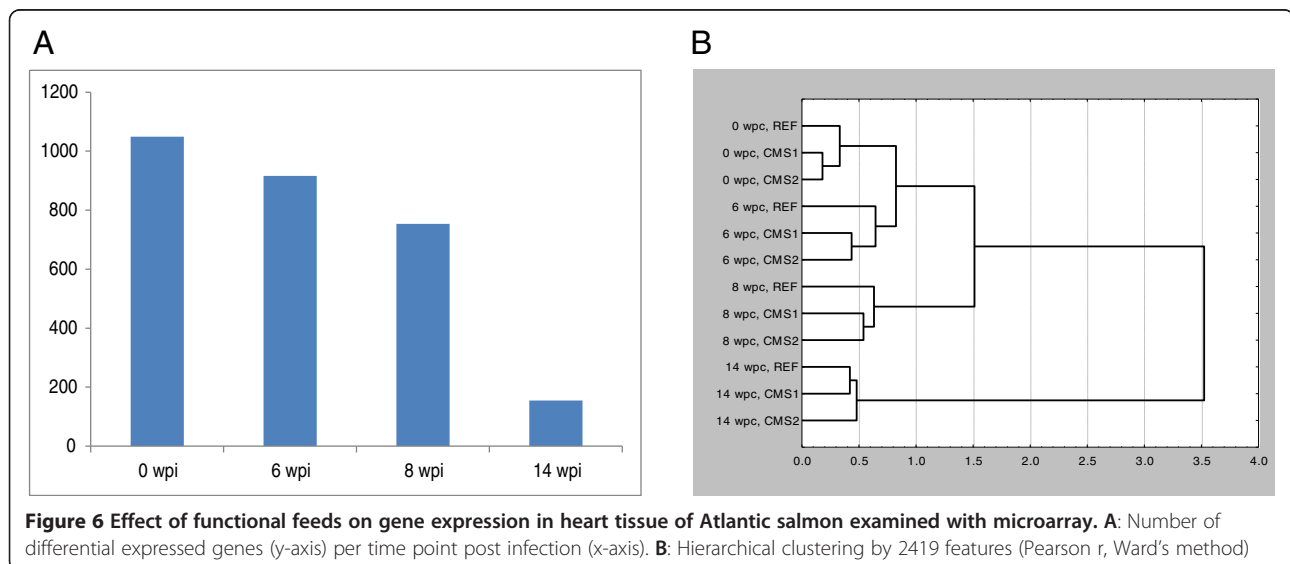 A
B
1200
1000
800
600
400
200
0
0 wpi 6 wpi 8 wpi 14 wpi
0 wpc, REF
0 wpc, CMS1
0 wpc, CMS2
6 wpc, REF
6 wpc, CMS1
6 wpc, CMS2
8 wpc, REF
8 wpc, CMS1
8 wpc, CMS2
14 wpc, REF
14 wpc, CMS1
14 wpc, CMS2
0.0 0.5 1.0 1.5 2.0 2.5 3.0 3.5 4.0
Figure 6 Effect of functional feeds on gene expression in heart tissue of Atlantic salmon examined with microarray. A: Number of
differential expressed genes (y-axis) per time point post infection (x-axis). B: Hierarchical clustering by 2419 features (Pearson r, Ward’s method)